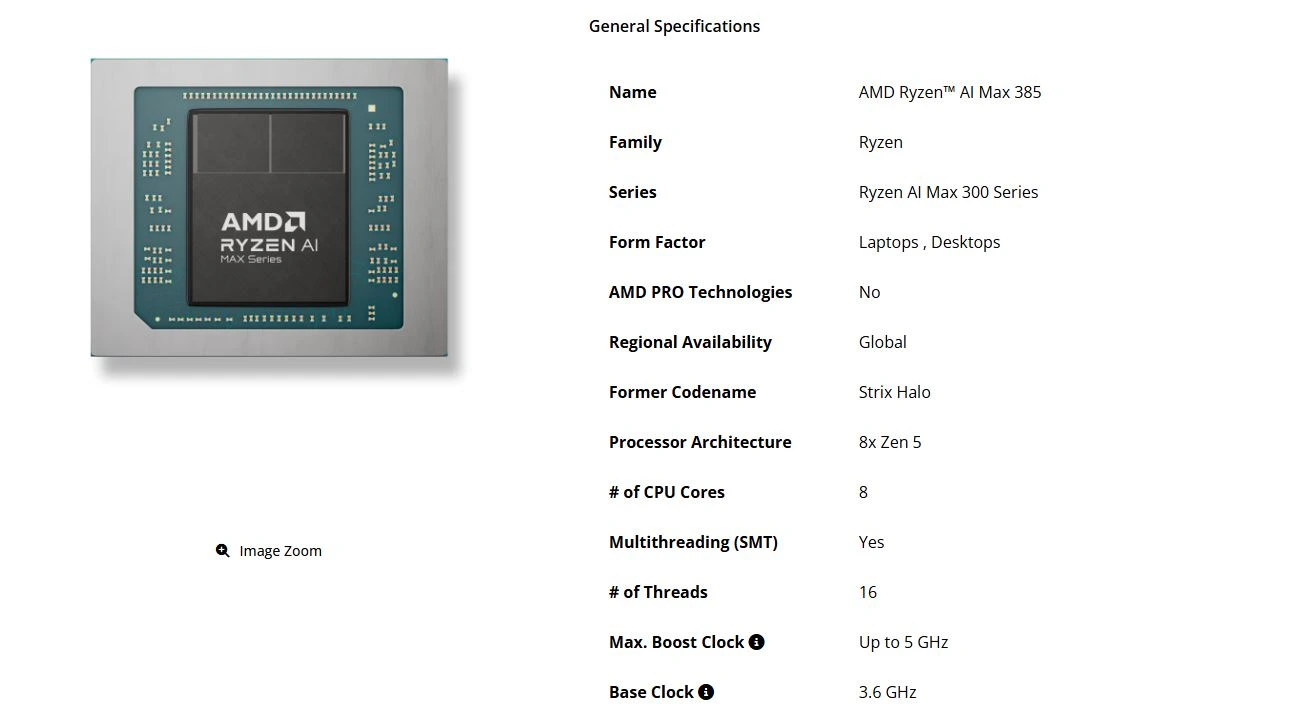 General Specifications
AMD
RYZEN AI
MAX Series
Image Zoom
Name AMD Ryzen™ AI Max 385
Family Ryzen
Series Ryzen AI Max 300 Series
Form Factor Laptops , Desktops
AMD PRO Technologies No
Regional Availability Global
Former Codename Strix Halo
Processor Architecture 8x Zen 5
# of CPU Cores 8
Multithreading (SMT) Yes
# of Threads 16
Max. Boost Clock Up to 5 GHz
Base Clock 3.6 GHz